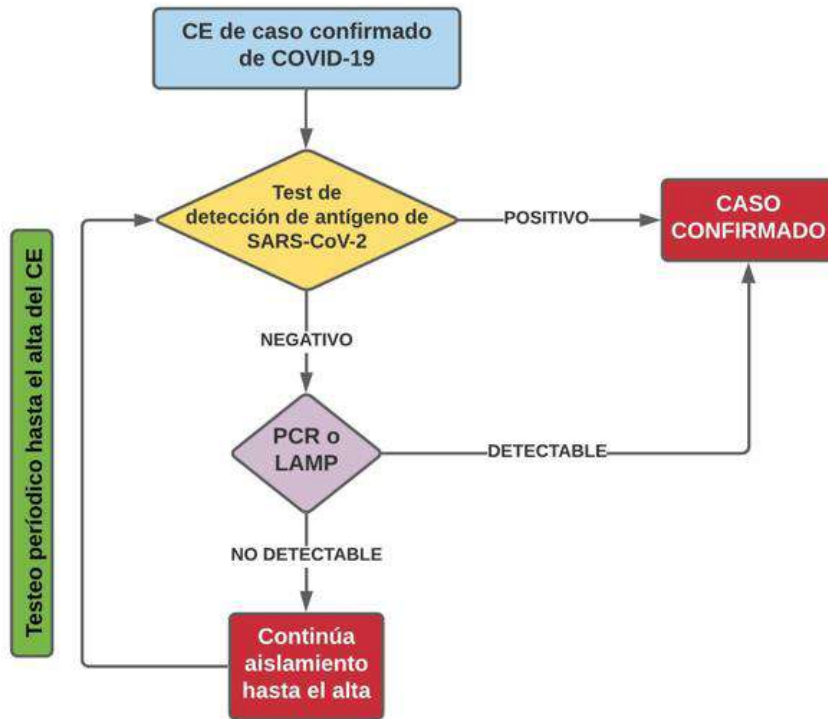 CE de caso confirmado
de COVID-19
Test de
detección de antígeno de
SARS-CoV-2
POSITIVO
CASO
CONFIRMADO
NEGATIVO
PCR o
LAMP
DETECTABLE
NO DETECTABLE
Continúa
aislamiento
hasta el alta
Testeo períodico hasta el alta del CE